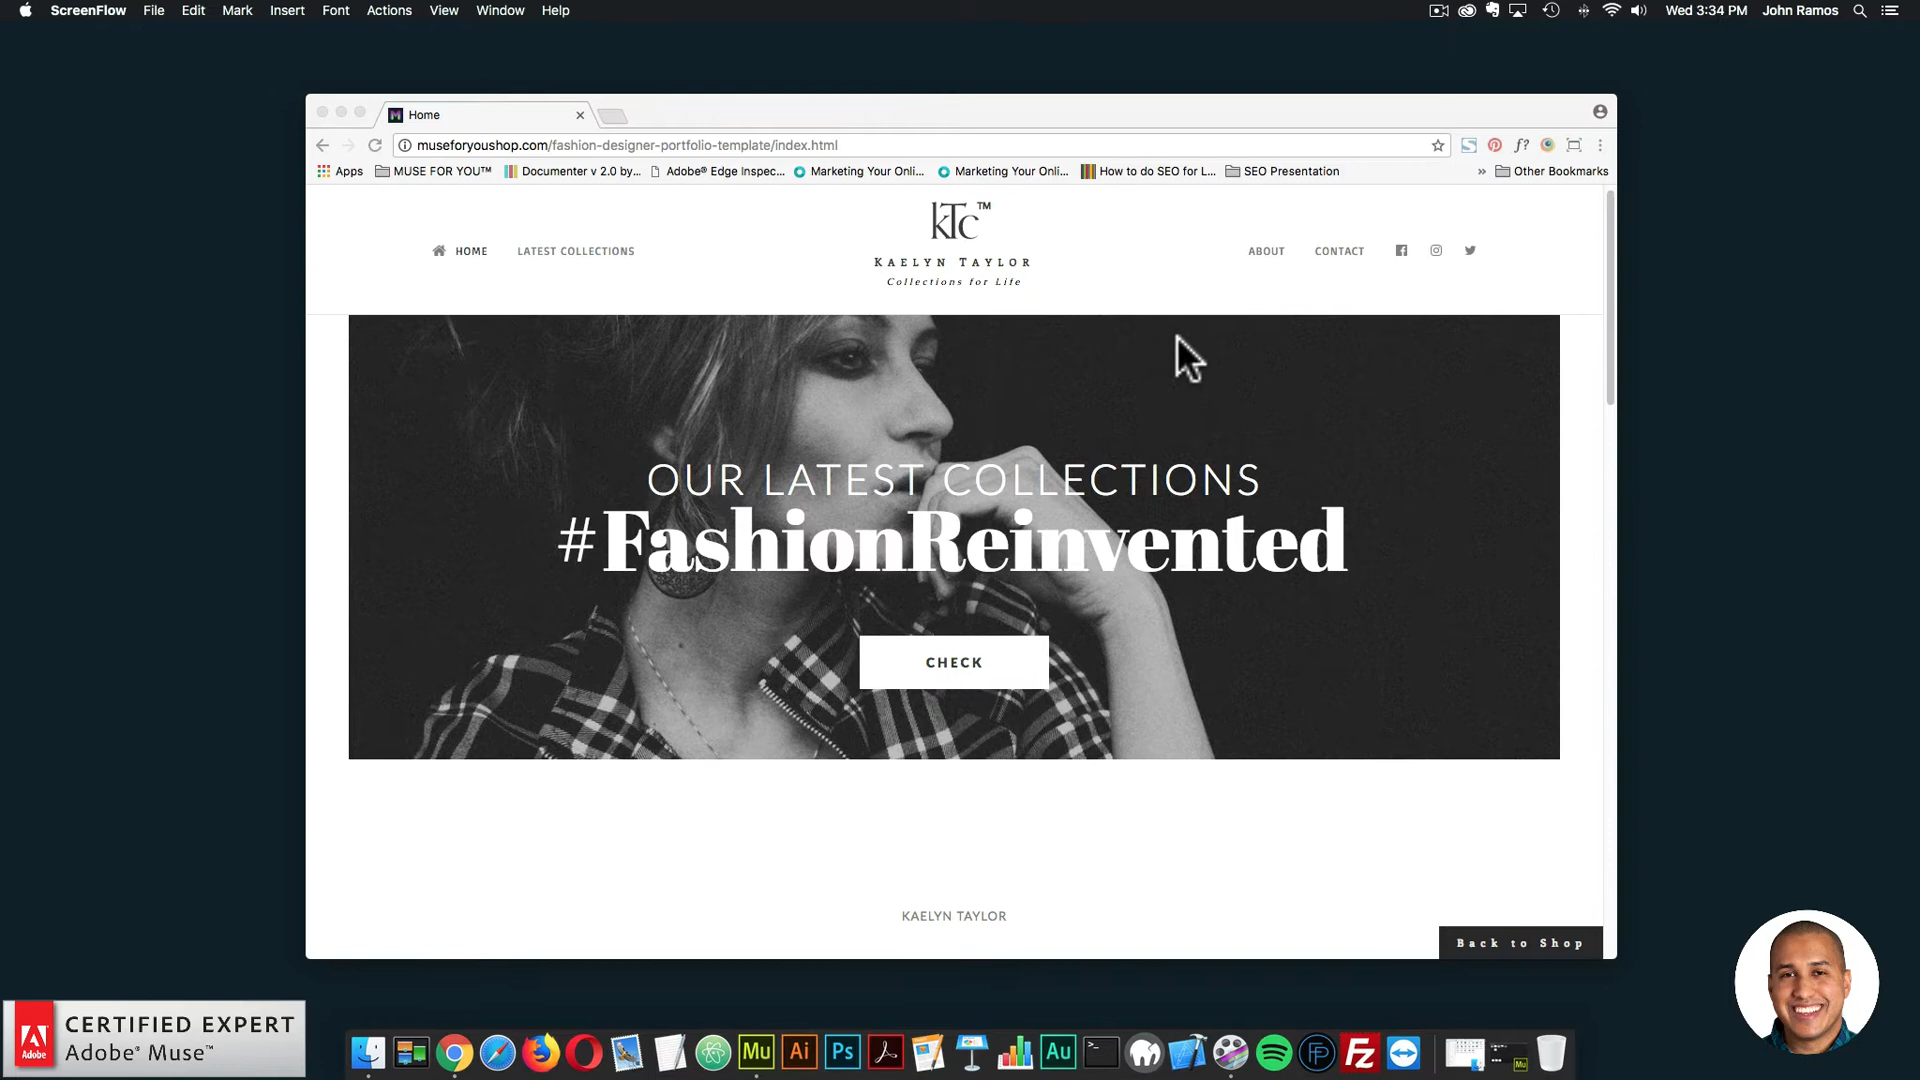 ScreenFlow File Edit Mark Insert Font Actions View Window Help Wed 3:34 PM John Ramos
Home
museforyoushop.com/fashion-designer-portfolio-template/index.html f?
Apps MUSE FOR YOU™ Documenter v 2.0 by... Adobe® Edge Inspec... Marketing Your Onli... Marketing Your Onli... How to do SEO for L... SEO Presentation » Other Bookmarks
kTc™
HOME LATEST COLLECTIONS ABOUT CONTACT
KAELYN TAYLOR
Collections for Life
OUR LATEST COLLECTIONS
#FashionReinvented
CHECK
KAELYN TAYLOR
Back to Shop
CERTIFIED EXPERT
Adobe® Muse™
Adobe
Mu Ai Ps Au FP Fz
Mu